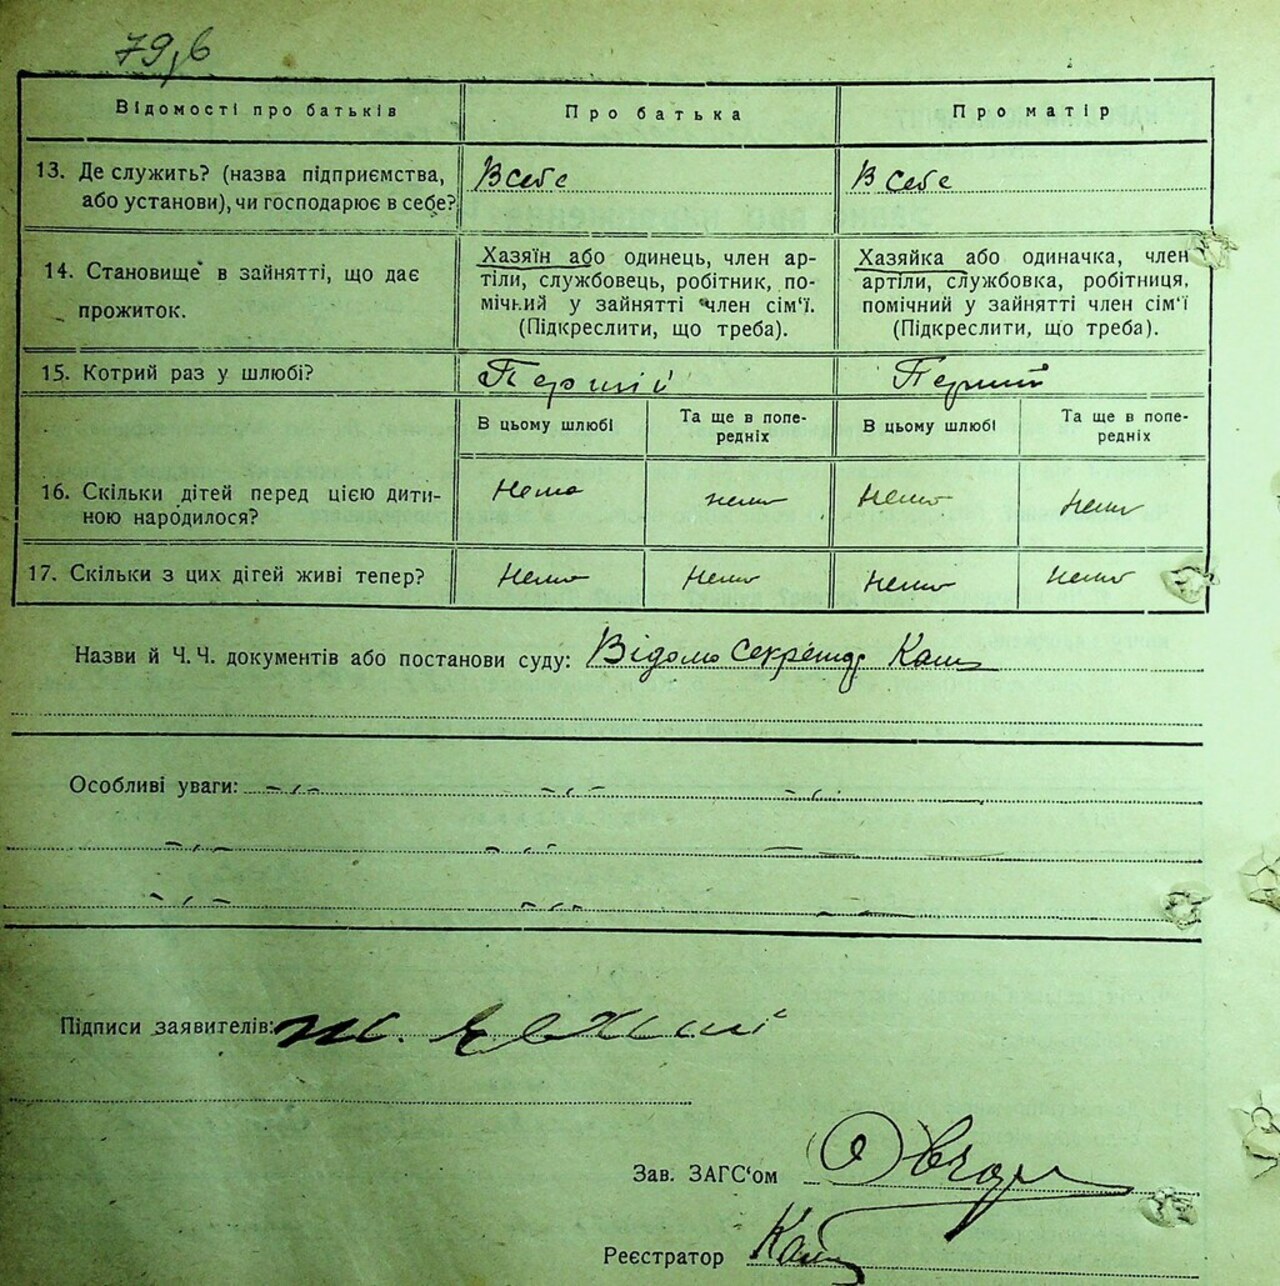 79,б
Відомості про батьків Про батька Про матір
13. Де служить? (назва підприємства, В себе В себе
або установи), чи господарює в себе?
Хазяїн або одинець, член ар- Хазяйка або одиначка, член
14. Становище в зайнятті, що дає тіли, службовець, робітник, по- артіли, службовка, робітниця,
прожиток. мічний у зайнятті член сім'ї. помічний у зайнятті член сім'ї
(Підкреслити, що треба). (Підкреслити, що треба).
15. Котрий раз у шлюбі? Перший Перший
В цьому шлюбі Та ще в попе- В цьому шлюбі Та ще в попе-
редніх редніх
16. Скільки дітей перед цією дити- Нема нема Нема Нема
ною народилося?
17. Скільки з цих дітей живі тепер? Нема Нема Нема Нема
Назви й Ч. Ч. документів або постанови суду: Відомо Секретар
Особливі уваги:
Підписи заявителів:
Зав. ЗАГС'ом
Реєстратор